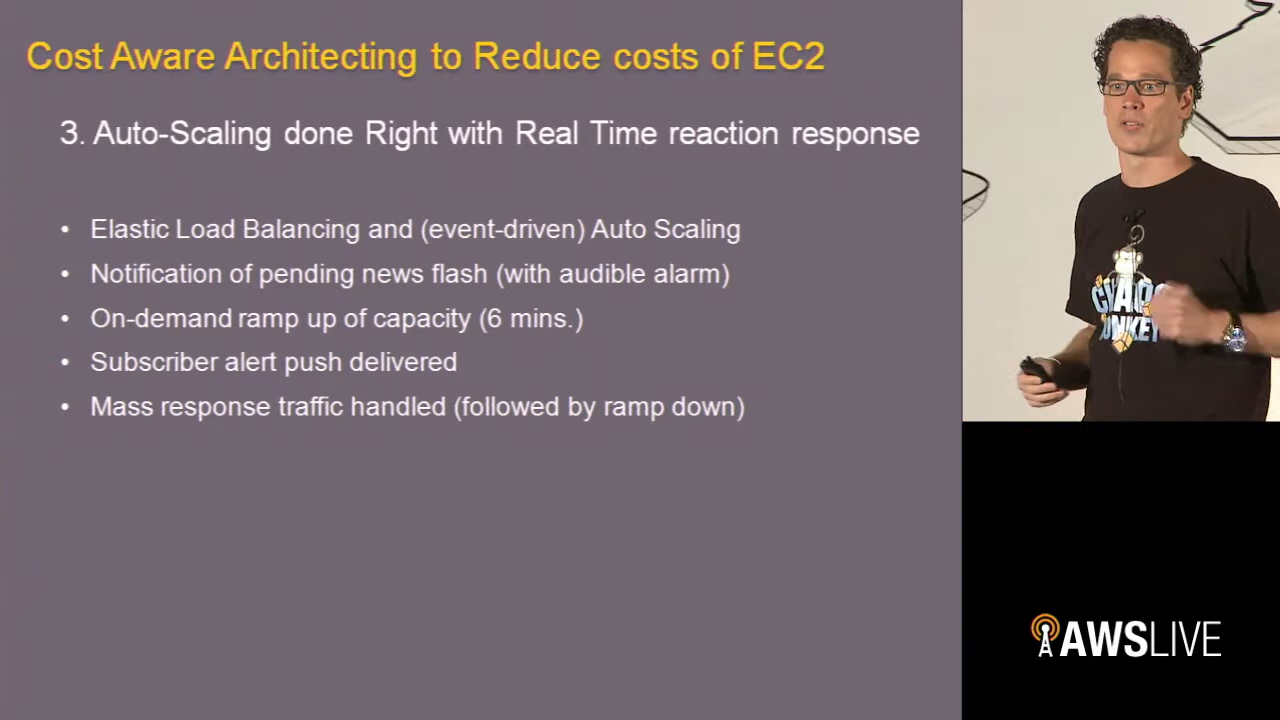 Cost Aware Architecting to Reduce costs of EC2
3. Auto-Scaling done Right with Real Time reaction response
• Elastic Load Balancing and (event-driven) Auto Scaling
• Notification of pending news flash (with audible alarm)
• On-demand ramp up of capacity (6 mins.)
• Subscriber alert push delivered
• Mass response traffic handled (followed by ramp down)
AWSLIVE